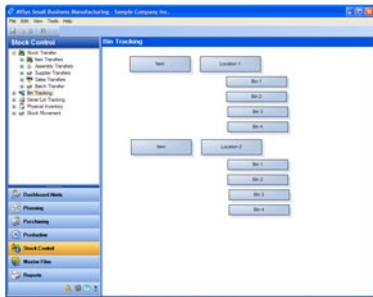 MISys Small Business Manufacturing - Sample Company Inc.
File Edit View Tools Help
Stock Control
Bin Tracking
Stock Transfer
Item Transfers
Assembly Transfers
Supplier Transfers
Sales Transfers
Batch Transfer
Bin Tracking
Serial/Lot Tracking
Physical Inventory
Stock Movement
Item
Location 1
Bin 1
Bin 2
Bin 3
Bin 4
Item
Location 2
Bin 1
Bin 2
Bin 3
Bin 4
Dashboard Alerts
Planning
Purchasing
Production
Stock Control
Master Files
Reports